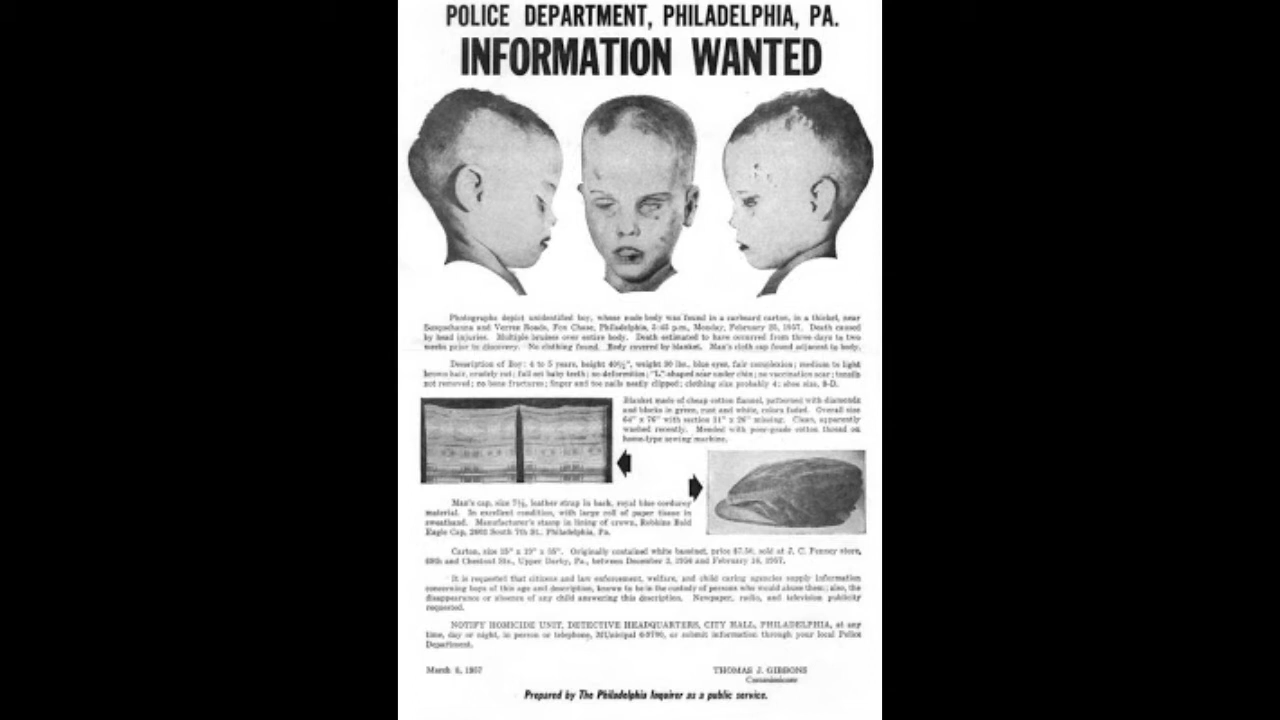 POLICE DEPARTMENT, PHILADELPHIA, PA.
INFORMATION WANTED
Photographs depict unidentified boy, whose nude body was found in a carboard carton, in a thicket, near
Susquehanna and Verree Roads, Fox Chase, Philadelphia, p.m., Monday, February 1957. Death caused
by head injuries. Multiple bruises over entire body. Death estimated to have occurred from three days to two
weeks prior to discovery. No clothing found. Body covered by blanket. Man's cloth cap found adjacent to body.
Description of Boy: 4 to 5 years, height weight 30 lbs., blue eyes, fair complexion; medium to light
brown hair, crudely cut; full set baby teeth; no deformities; "L"-shaped scar under chin; no vaccination scar; tonsils
not removed; no bone fractures; finger and toe nails neatly clipped; clothing size probably 4; shoe size, 8-D.
Blanket made of cheap cotton flannel, patterned with diamonds
and blocks in green, rust and white, colors faded. Overall size
64" x 76" with section 31" x 26" missing. Clean, apparently
washed recently. Mended with poor-grade cotton thread on
home-type sewing machine.
Man's cap, size leather strap in back, royal blue corduroy
material. In excellent condition, with large roll of paper tissue in
sweatband. Manufacturer's stamp in lining of crown, Robbins Bald
Eagle Cap, 2603 South 7th St., Philadelphia, Pa.
Carton, size 15" x 19" x 35". Originally contained white bassinet, price $7.50, sold at J. C. Penney store,
69th and Chestnut Sts., Upper Darby, Pa., between December 3, 1956 and February 16, 1957.
It is requested that citizens and law enforcement, welfare, and child caring agencies supply information
concerning boys of this age and description, known to be in the custody of persons who would abuse them; also, the
disappearance or absence of any child answering this description. Newspaper, radio, and television publicity
requested.
NOTIFY HOMICIDE UNIT, DETECTIVE HEADQUARTERS, CITY HALL, PHILADELPHIA, at any
time, day or night, in person or telephone, MUnicipal 6-9700, or submit information through your local Police
Department.
March 8, 1957
THOMAS J. GIBBONS
Commissioner
Prepared by The Philadelphia Inquirer as a public service.